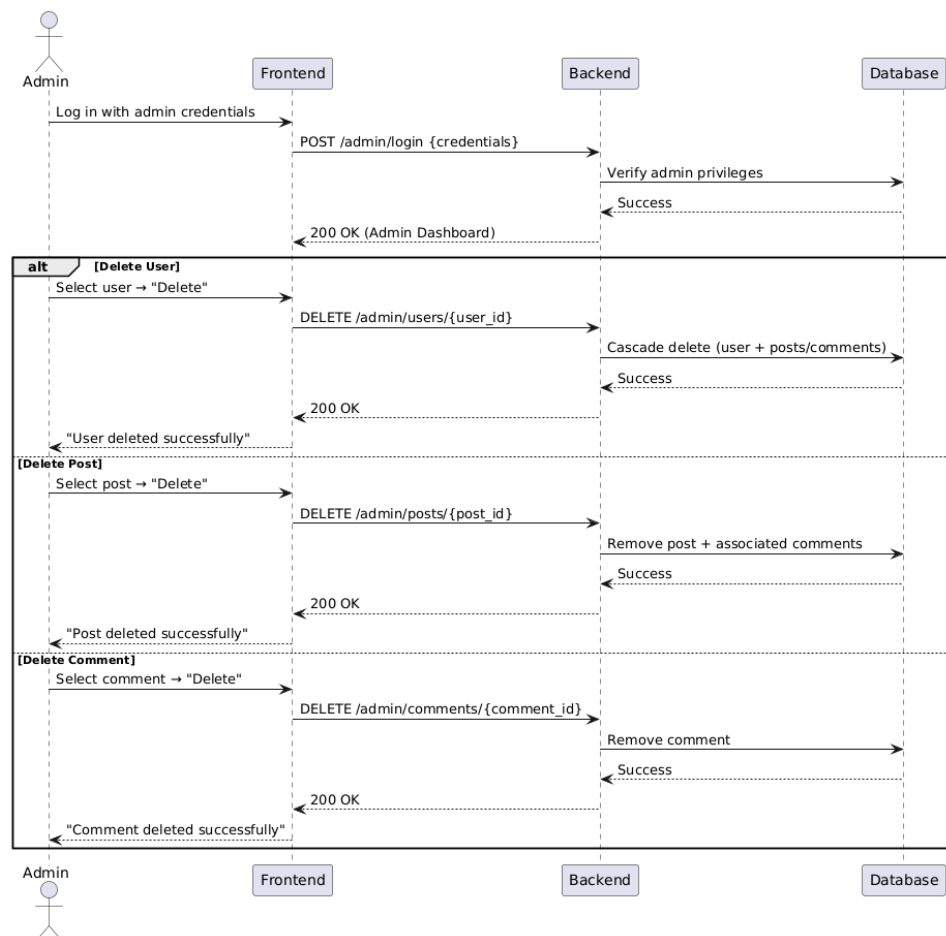 Admin
Frontend
Backend
Database
Log in with admin credentials
POST /admin/login {credentials}
Verify admin privileges
Success
200 OK (Admin Dashboard)
alt [Delete User]
Select user → "Delete"
DELETE /admin/users/{user_id}
Cascade delete (user + posts/comments)
Success
200 OK
"User deleted successfully"
[Delete Post]
Select post → "Delete"
DELETE /admin/posts/{post_id}
Remove post + associated comments
Success
200 OK
"Post deleted successfully"
[Delete Comment]
Select comment → "Delete"
DELETE /admin/comments/{comment_id}
Remove comment
Success
200 OK
"Comment deleted successfully"
Admin
Frontend
Backend
Database